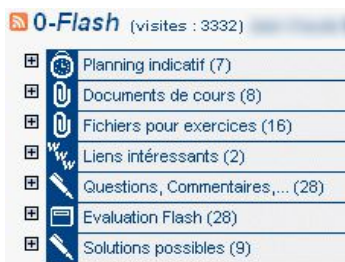 0-Flash (visites : 3332)
Planning indicatif (7)
Documents de cours (8)
Fichiers pour exercices (16)
WWW Liens intéressants (2)
Questions, Commentaires,... (28)
Evaluation Flash (28)
Solutions possibles (9)